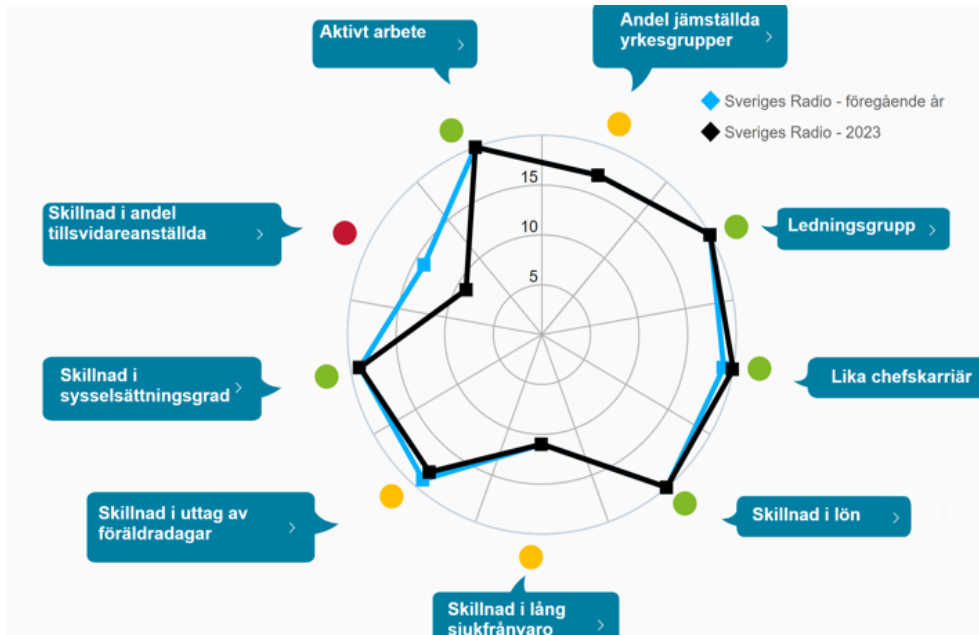 Aktivt arbete
Andel jämställda
yrkesgrupper
Sveriges Radio - föregående år
Sveriges Radio - 2023
15
10
5
Skillnad i andel
tillsvidareanställda
Ledningsgrupp
Skillnad i
sysselsättningsgrad
Lika chefskarriär
Skillnad i uttag av
föräldradagar
Skillnad i lön
Skillnad i lång
sjukfrånvaro